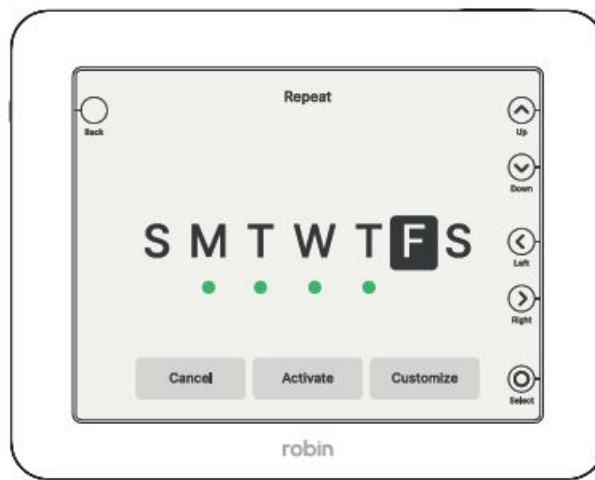 Repeat
Back
Up
Down
S M T W T F S
Left
Right
Cancel Activate Customize
Select
robin